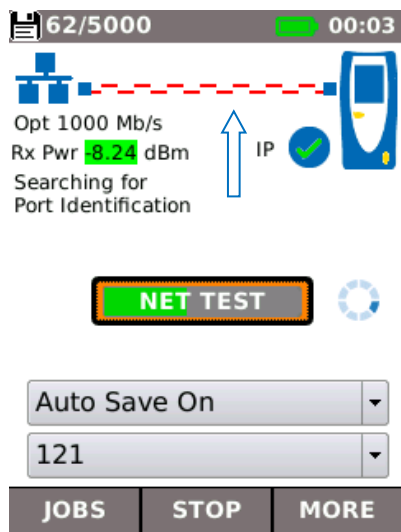 62/5000 00:03
Opt 1000 Mb/s
Rx Pwr -8.24 dBm IP
Searching for
Port Identification
NET TEST
Auto Save On
121
JOBS STOP MORE